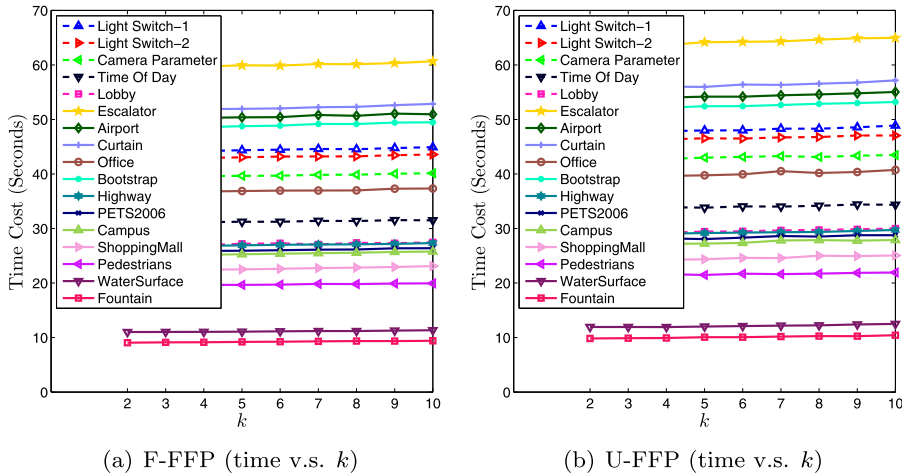 70
60
50
40
30
20
10
0
Time Cost (Seconds)
Light Switch−1
Light Switch−2
Camera Parameter
Time Of Day
Lobby
Escalator
Airport
Curtain
Office
Bootstrap
Highway
PETS2006
Campus
ShoppingMall
Pedestrians
WaterSurface
Fountain
2 3 4 5 6 7 8 9 10
k
(a) F-FFP (time v.s. k)
70
60
50
40
30
20
10
0
Time Cost (Seconds)
Light Switch−1
Light Switch−2
Camera Parameter
Time Of Day
Lobby
Escalator
Airport
Curtain
Office
Bootstrap
Highway
PETS2006
Campus
ShoppingMall
Pedestrians
WaterSurface
Fountain
2 3 4 5 6 7 8 9 10
k
(b) U-FFP (time v.s. k)